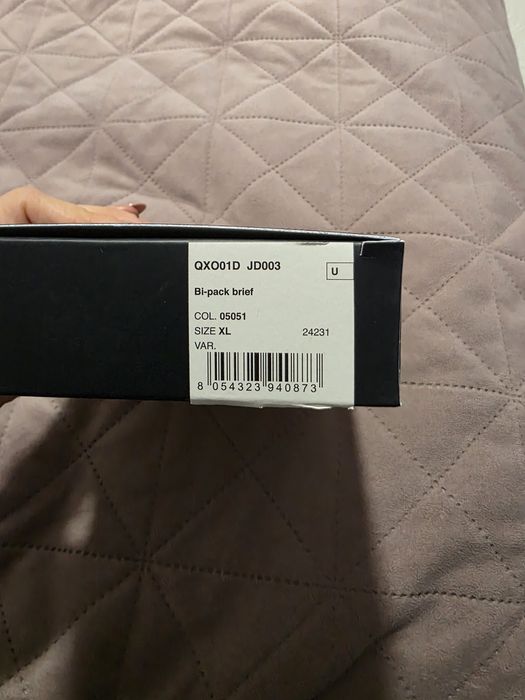 QXO01D JD003
U
Bi-pack brief
COL. 05051
SIZE XL 24231
VAR.
8 054323 940873